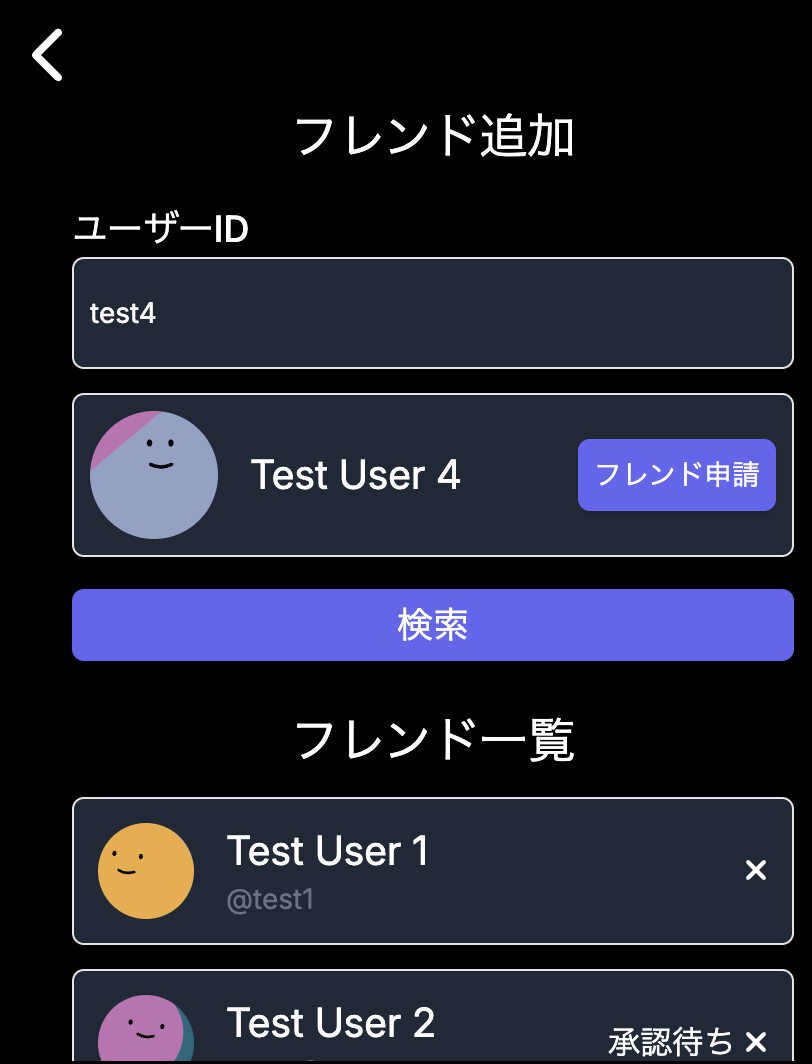 フレンド追加
ユーザーID
test4
Test User 4
フレンド申請
検索
フレンド一覧
Test User 1
@test1
Test User 2
承認待ち